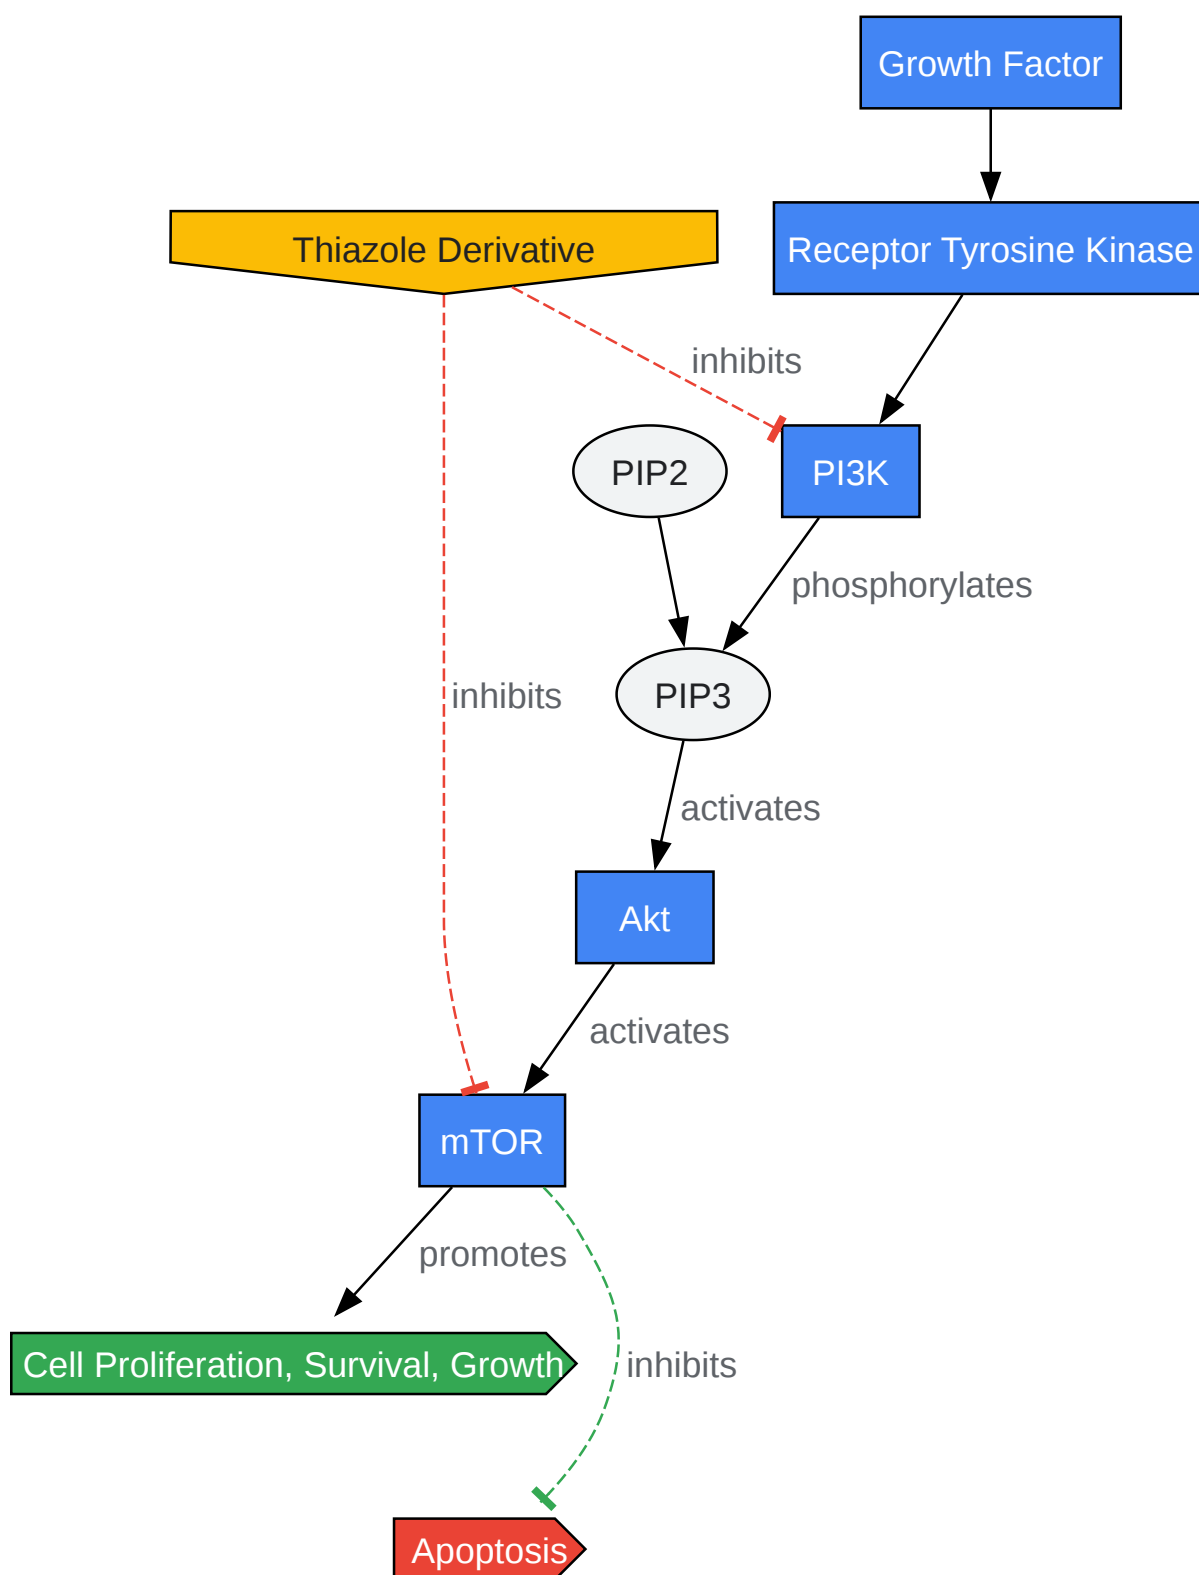 Growth Factor
Thiazole Derivative
Receptor Tyrosine Kinase
inhibits
PIP2
PI3K
phosphorylates
inhibits
PIP3
activates
Akt
activates
mTOR
promotes
Cell Proliferation, Survival, Growth
inhibits
Apoptosis